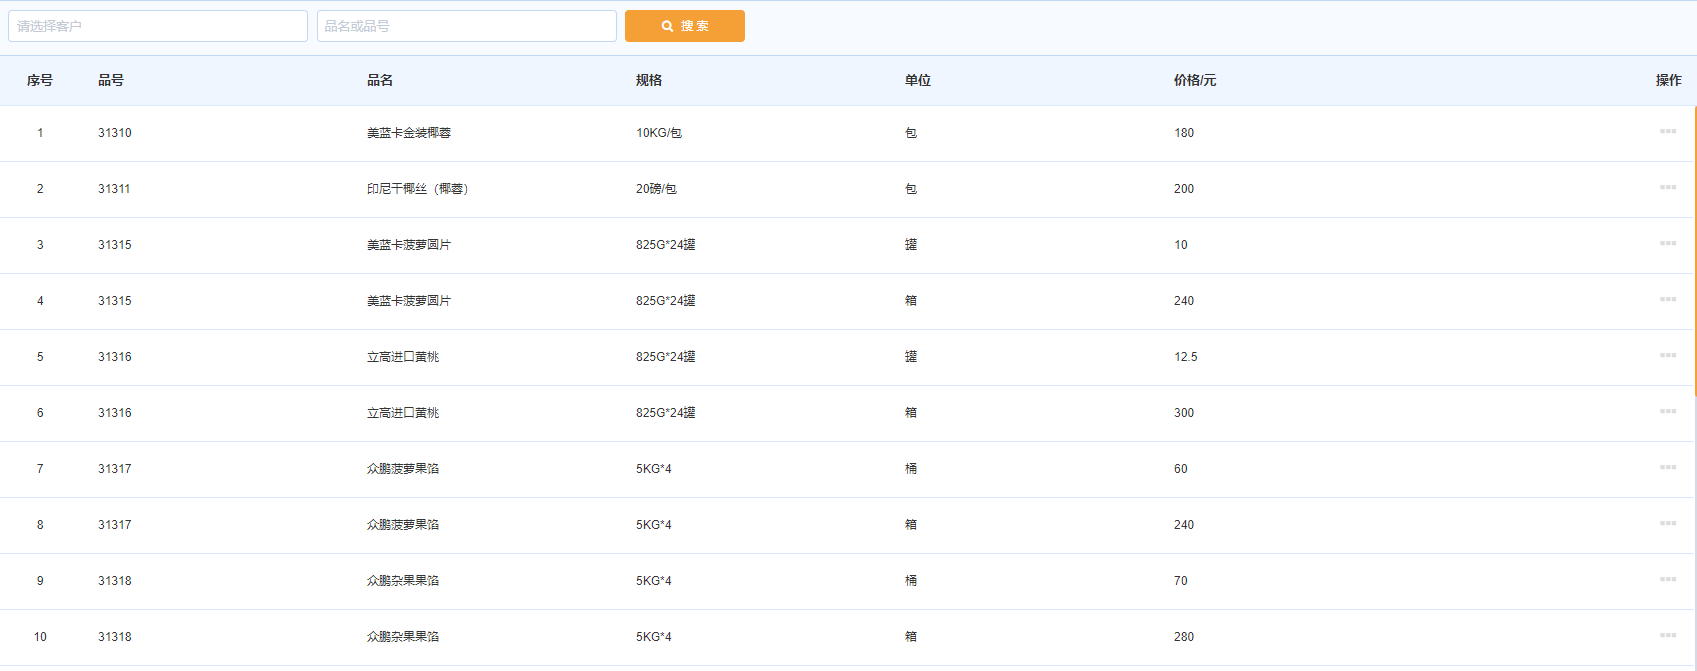 请选择客户 品名或品号 搜索
序号 品号 品名 规格 单位 价格/元 操作
1 31310 美蓝卡金装椰蓉 10KG/包 包 180
2 31311 印尼干椰丝（椰蓉） 20磅/包 包 200
3 31315 美蓝卡菠萝圆片 825G*24罐 罐 10
4 31315 美蓝卡菠萝圆片 825G*24罐 箱 240
5 31316 立高进口黄桃 825G*24罐 罐 12.5
6 31316 立高进口黄桃 825G*24罐 箱 300
7 31317 众鹏菠萝果馅 5KG*4 桶 60
8 31317 众鹏菠萝果馅 5KG*4 箱 240
9 31318 众鹏杂果果馅 5KG*4 桶 70
10 31318 众鹏杂果果馅 5KG*4 箱 280